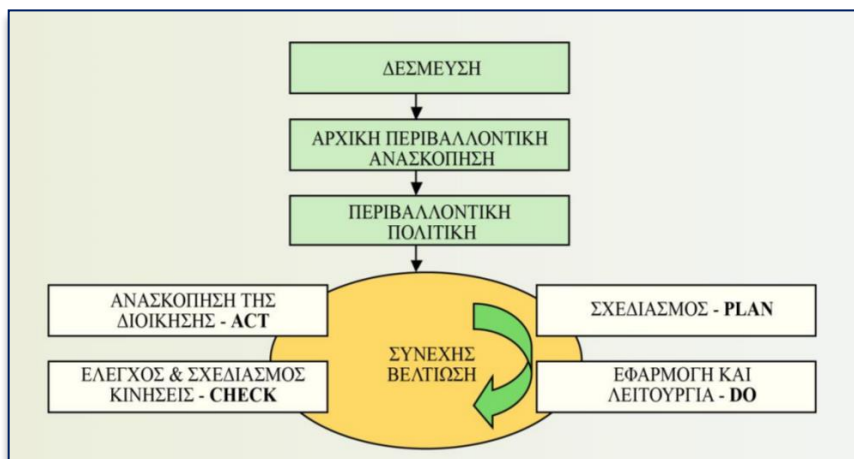 ΔΕΣΜΕΥΣΗ
ΑΡΧΙΚΗ ΠΕΡΙΒΑΛΛΟΝΤΙΚΗ
ΑΝΑΣΚΟΠΗΣΗ
ΠΕΡΙΒΑΛΛΟΝΤΙΚΗ
ΠΟΛΙΤΙΚΗ
ΑΝΑΣΚΟΠΗΣΗ ΤΗΣ
ΔΙΟΙΚΗΣΗΣ - ACT
ΣΧΕΔΙΑΣΜΟΣ - PLAN
ΣΥΝΕΧΗΣ
ΒΕΛΤΙΩΣΗ
ΕΛΕΓΧΟΣ & ΣΧΕΔΙΑΣΜΟΣ
ΚΙΝΗΣΕΙΣ - CHECK
ΕΦΑΡΜΟΓΗ ΚΑΙ
ΛΕΙΤΟΥΡΓΙΑ - DO